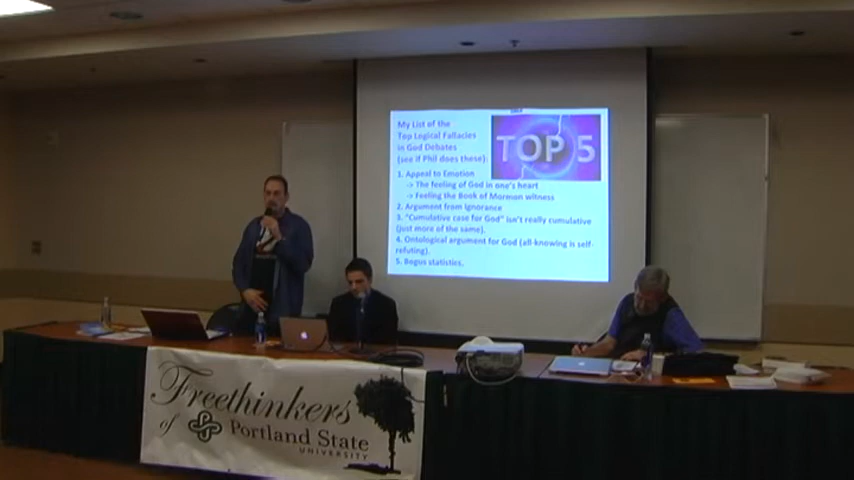 My List of the
Top Logical Fallacies
in God Debates
(see if Phil does these):
TOP 5
1. Appeal to Emotion
-> The feeling of God in one's heart
-> Feeling the Book of Mormon witness
2. Argument from Ignorance
3. "Cumulative case for God" isn't really cumulative
(just more of the same).
4. Ontological argument for God (all-knowing is self-
refuting).
5. Bogus statistics.
Freethinkers
of Portland State
UNIVERSITY